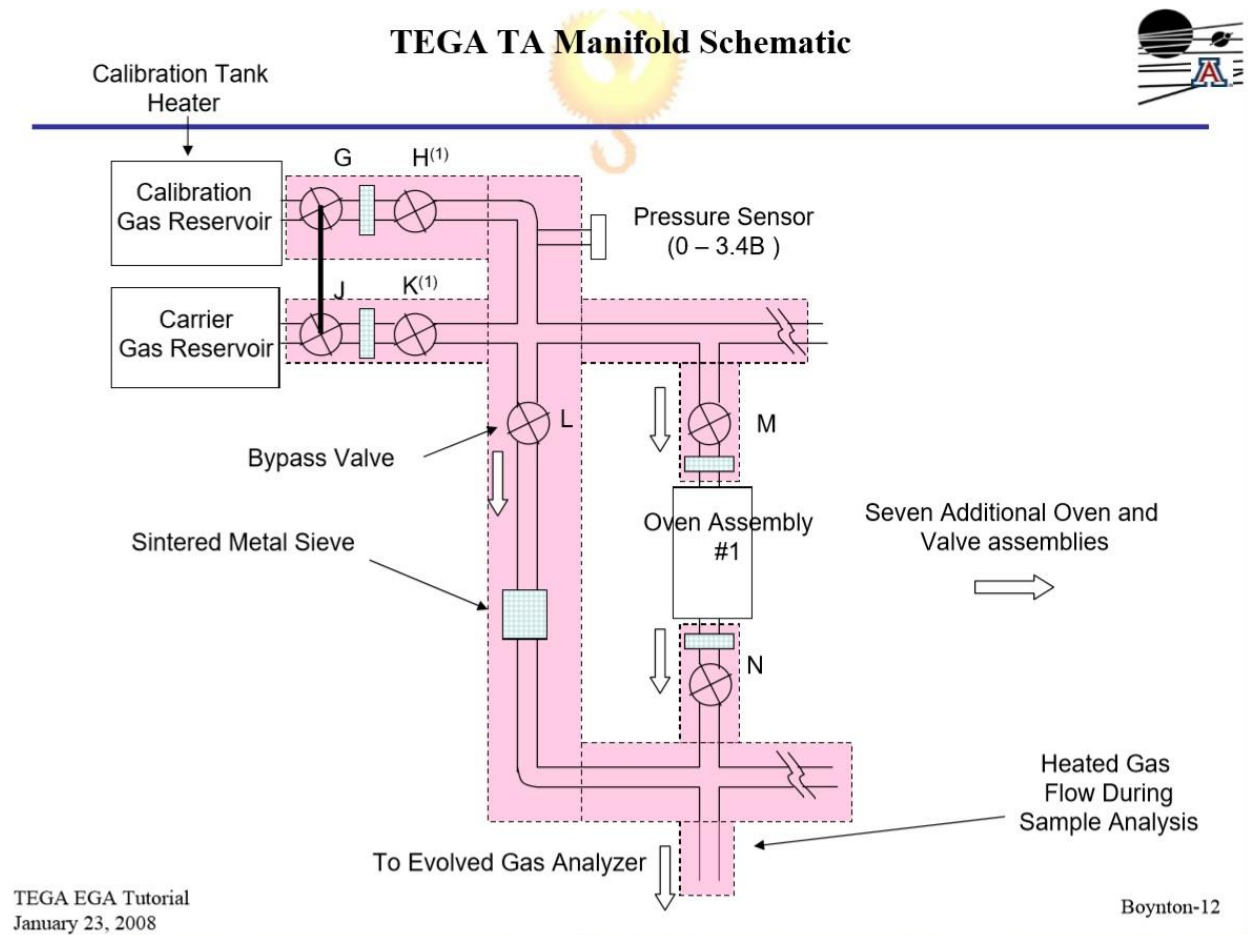 TEGA TA Manifold Schematic
Calibration Tank
Heater
A
G
H(1)
Calibration
Gas Reservoir
Pressure Sensor
(0 – 3.4B )
J
K(1)
Carrier
Gas Reservoir
L
M
Bypass Valve
Oven Assembly
#1
Seven Additional Oven and
Valve assemblies
Sintered Metal Sieve
N
Heated Gas
Flow During
Sample Analysis
To Evolved Gas Analyzer
TEGA EGA Tutorial
January 23, 2008
Boynton-12